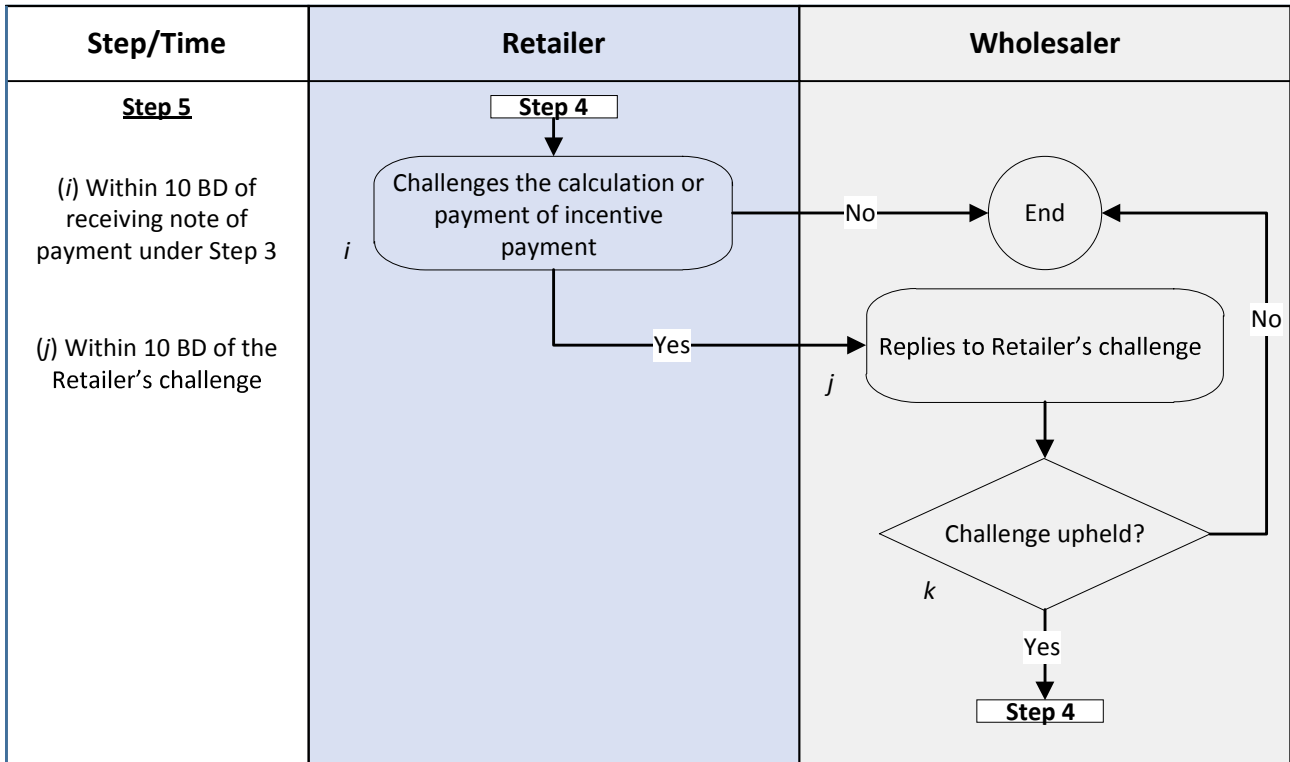 Step/Time
Retailer
Wholesaler
Step 5
(i) Within 10 BD of
receiving note of
payment under Step 3
(j) Within 10 BD of the
Retailer’s challenge
Step 4
Challenges the calculation or
payment of incentive
payment
i
No
End
Yes
Replies to Retailer’s challenge
j
No
Challenge upheld?
k
Yes
Step 4